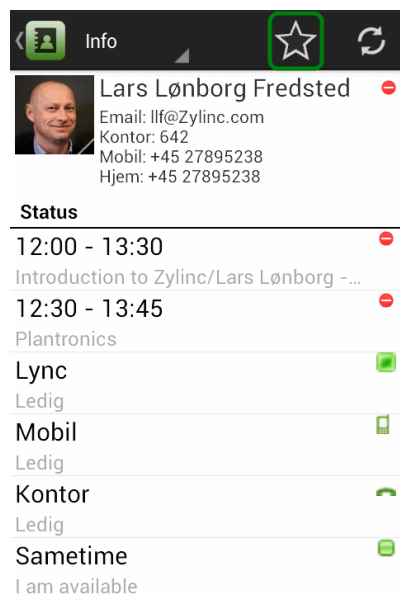 Info
Lars Lønborg Fredsted
Email: llf@Zylinc.com
Kontor: 642
Mobil: +45 27895238
Hjem: +45 27895238
Status
12:00 - 13:30
Introduction to Zylinc/Lars Lønborg -...
12:30 - 13:45
Plantronics
Lync
Ledig
Mobil
Ledig
Kontor
Ledig
Sametime
I am available